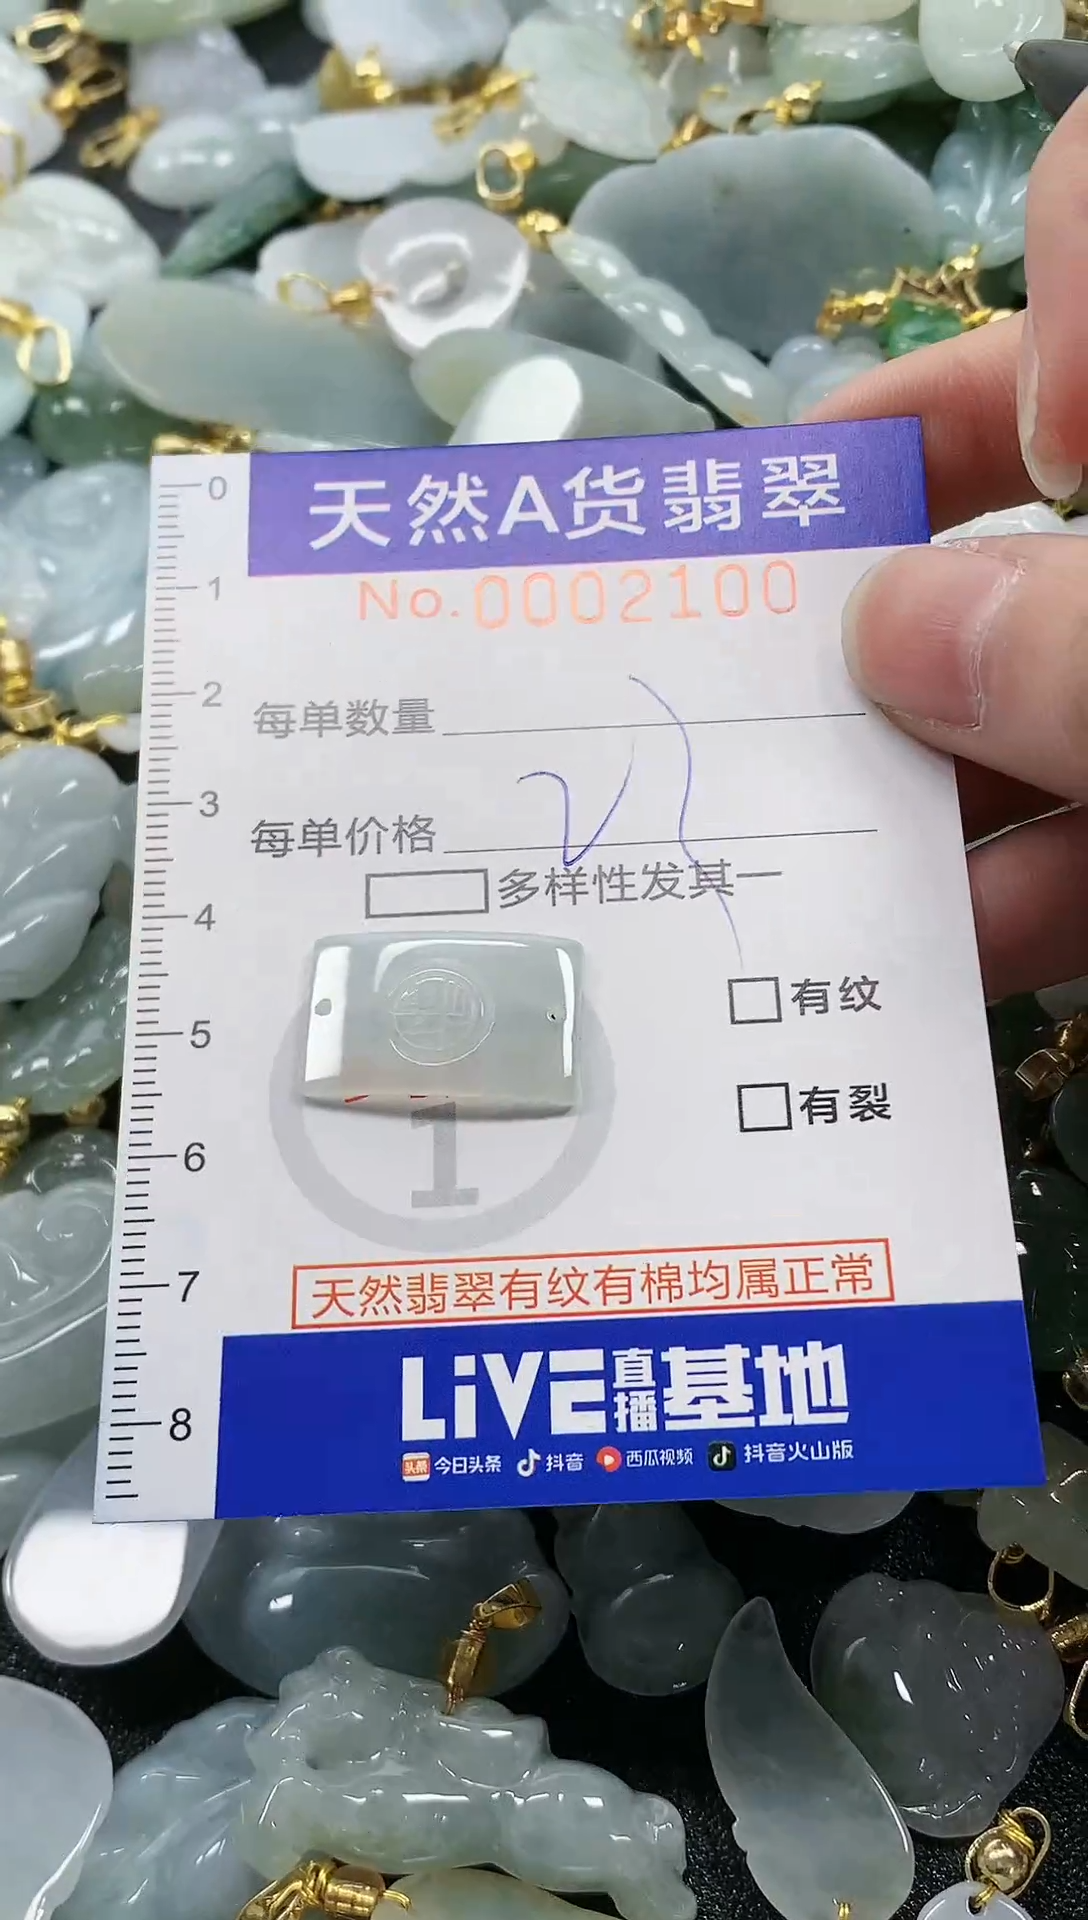 天然A货翡翠
No.0002100
0
1
2
3
4
5
6
7
8
每单数量
每单价格
多样性发其一
有纹
有裂
1
天然翡翠有纹有棉均属正常
LiVE直播基地
头条 今日头条 抖音 西瓜视频 抖音火山版